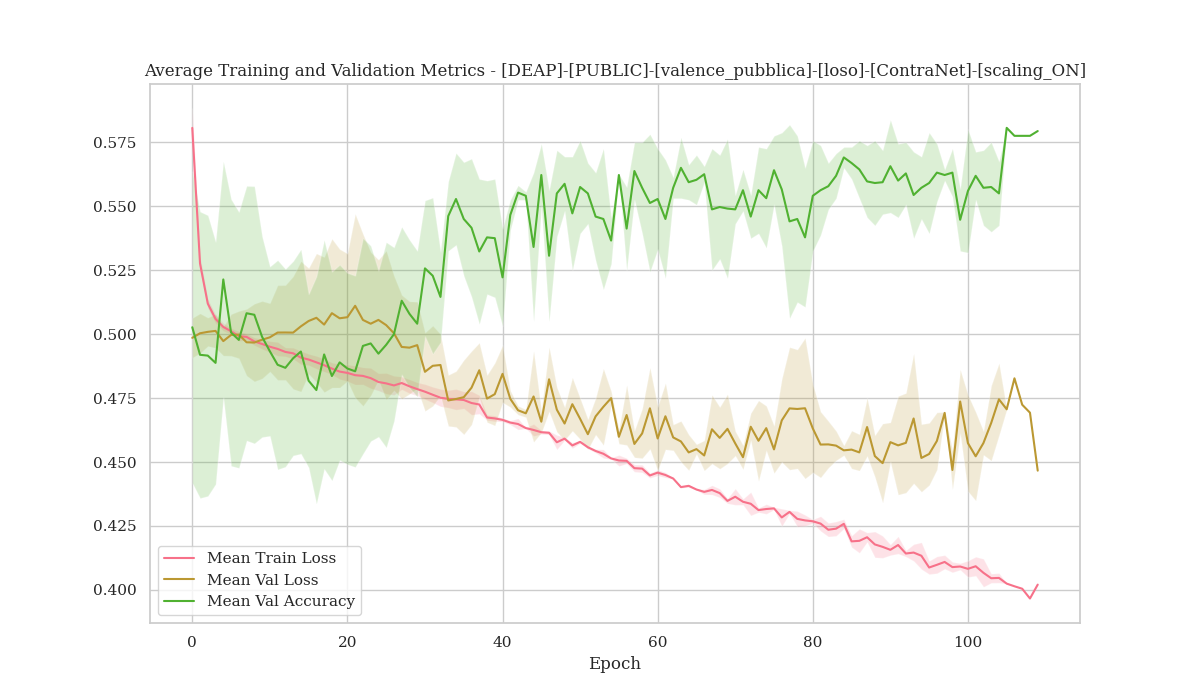 Average Training and Validation Metrics - [DEAP]-[PUBLIC]-[valence_pubblica]-[loso]-[ContraNet]-[scaling_ON]
0.575
0.550
0.525
0.500
0.475
0.450
0.425
0.400
Mean Train Loss
Mean Val Loss
Mean Val Accuracy
0 20 40 60 80 100
Epoch